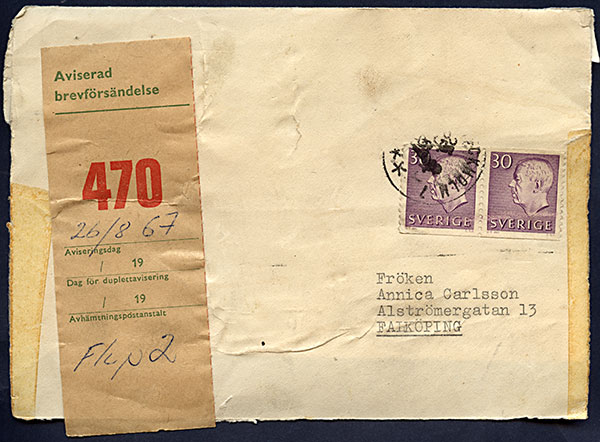 Aviserad
brevförsändelse
470
26/8 67
Aviseringsdag
/ 19
Dag för duplettavisering
/ 19
Avhämtningspostanstalt
Fkp 2
30
SVERIGE
30
SVERIGE
Fröken
Annica Carlsson
Alströmergatan 13
FALKÖPING